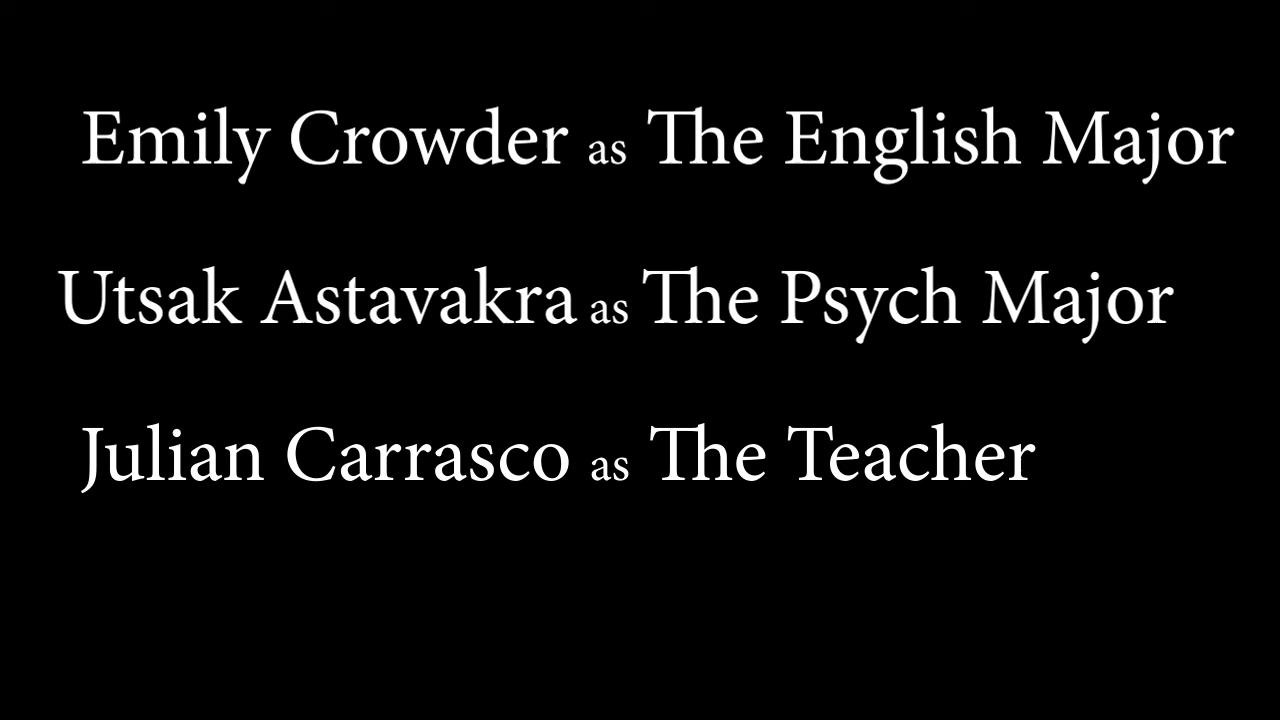 Emily Crowder as The English Major
Utsak Astavakra as The Psych Major
Julian Carrasco as The Teacher